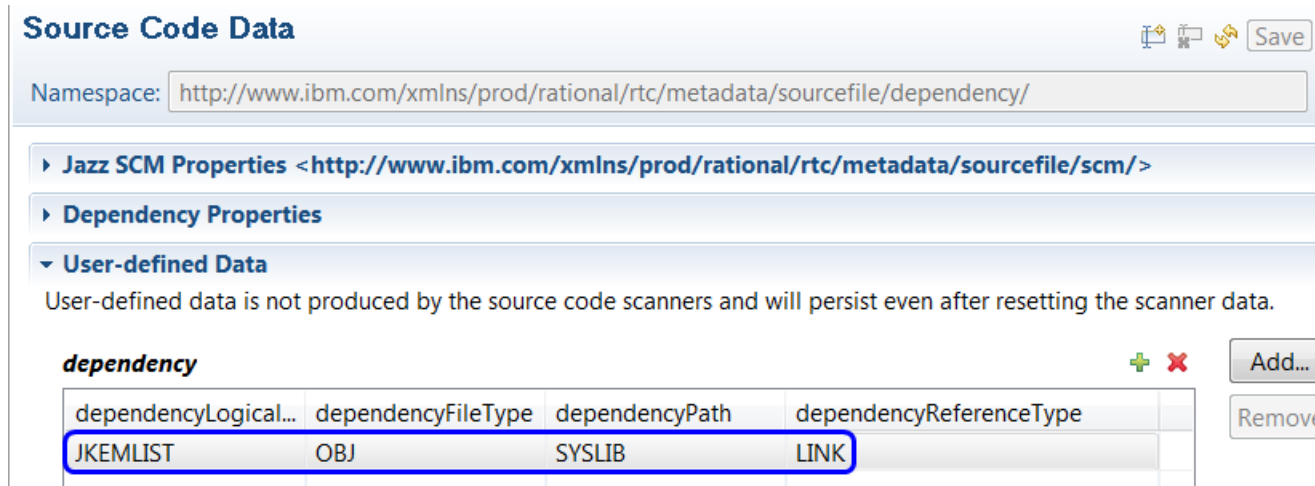 Source Code Data
Save
Namespace: http://www.ibm.com/xmlns/prod/rational/rtc/metadata/sourcefile/dependency/
Jazz SCM Properties <http://www.ibm.com/xmlns/prod/rational/rtc/metadata/sourcefile/scm/>
Dependency Properties
User-defined Data
User-defined data is not produced by the source code scanners and will persist even after resetting the scanner data.
dependency
Add...
dependencyLogical... dependencyFileType dependencyPath dependencyReferenceType
Remove
JKEMLIST OBJ SYSLIB LINK